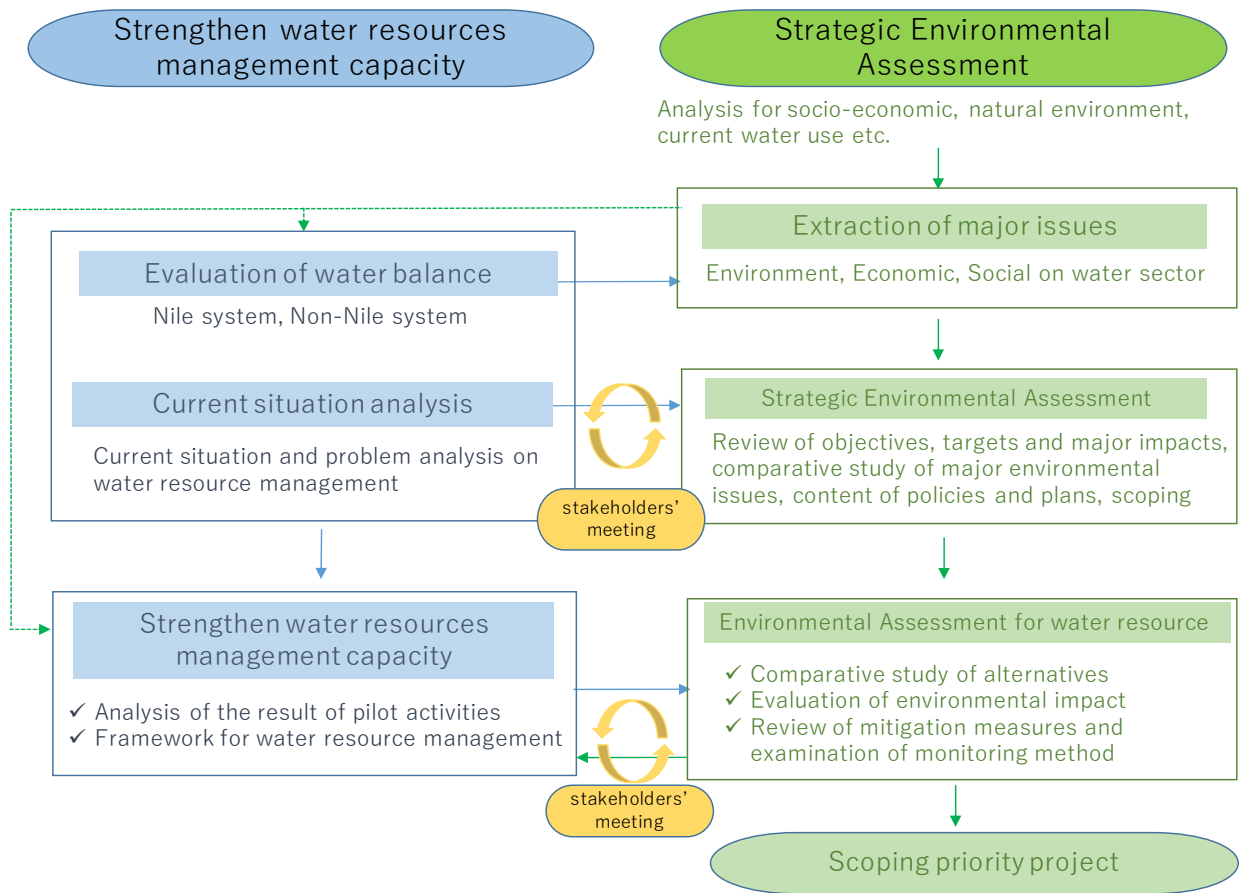 Strengthen water resources
management capacity
Strategic Environmental
Assessment
Analysis for socio-economic, natural environment,
current water use etc.
Extraction of major issues
Environment, Economic, Social on water sector
Evaluation of water balance
Nile system, Non-Nile system
Current situation analysis
Current situation and problem analysis on
water resource management
Strategic Environmental Assessment
Review of objectives, targets and major impacts,
comparative study of major environmental
issues, content of policies and plans, scoping
stakeholders'
meeting
Strengthen water resources
management capacity
✓ Analysis of the result of pilot activities
✓ Framework for water resource management
Environmental Assessment for water resource
✓ Comparative study of alternatives
✓ Evaluation of environmental impact
✓ Review of mitigation measures and
examination of monitoring method
stakeholders'
meeting
Scoping priority project